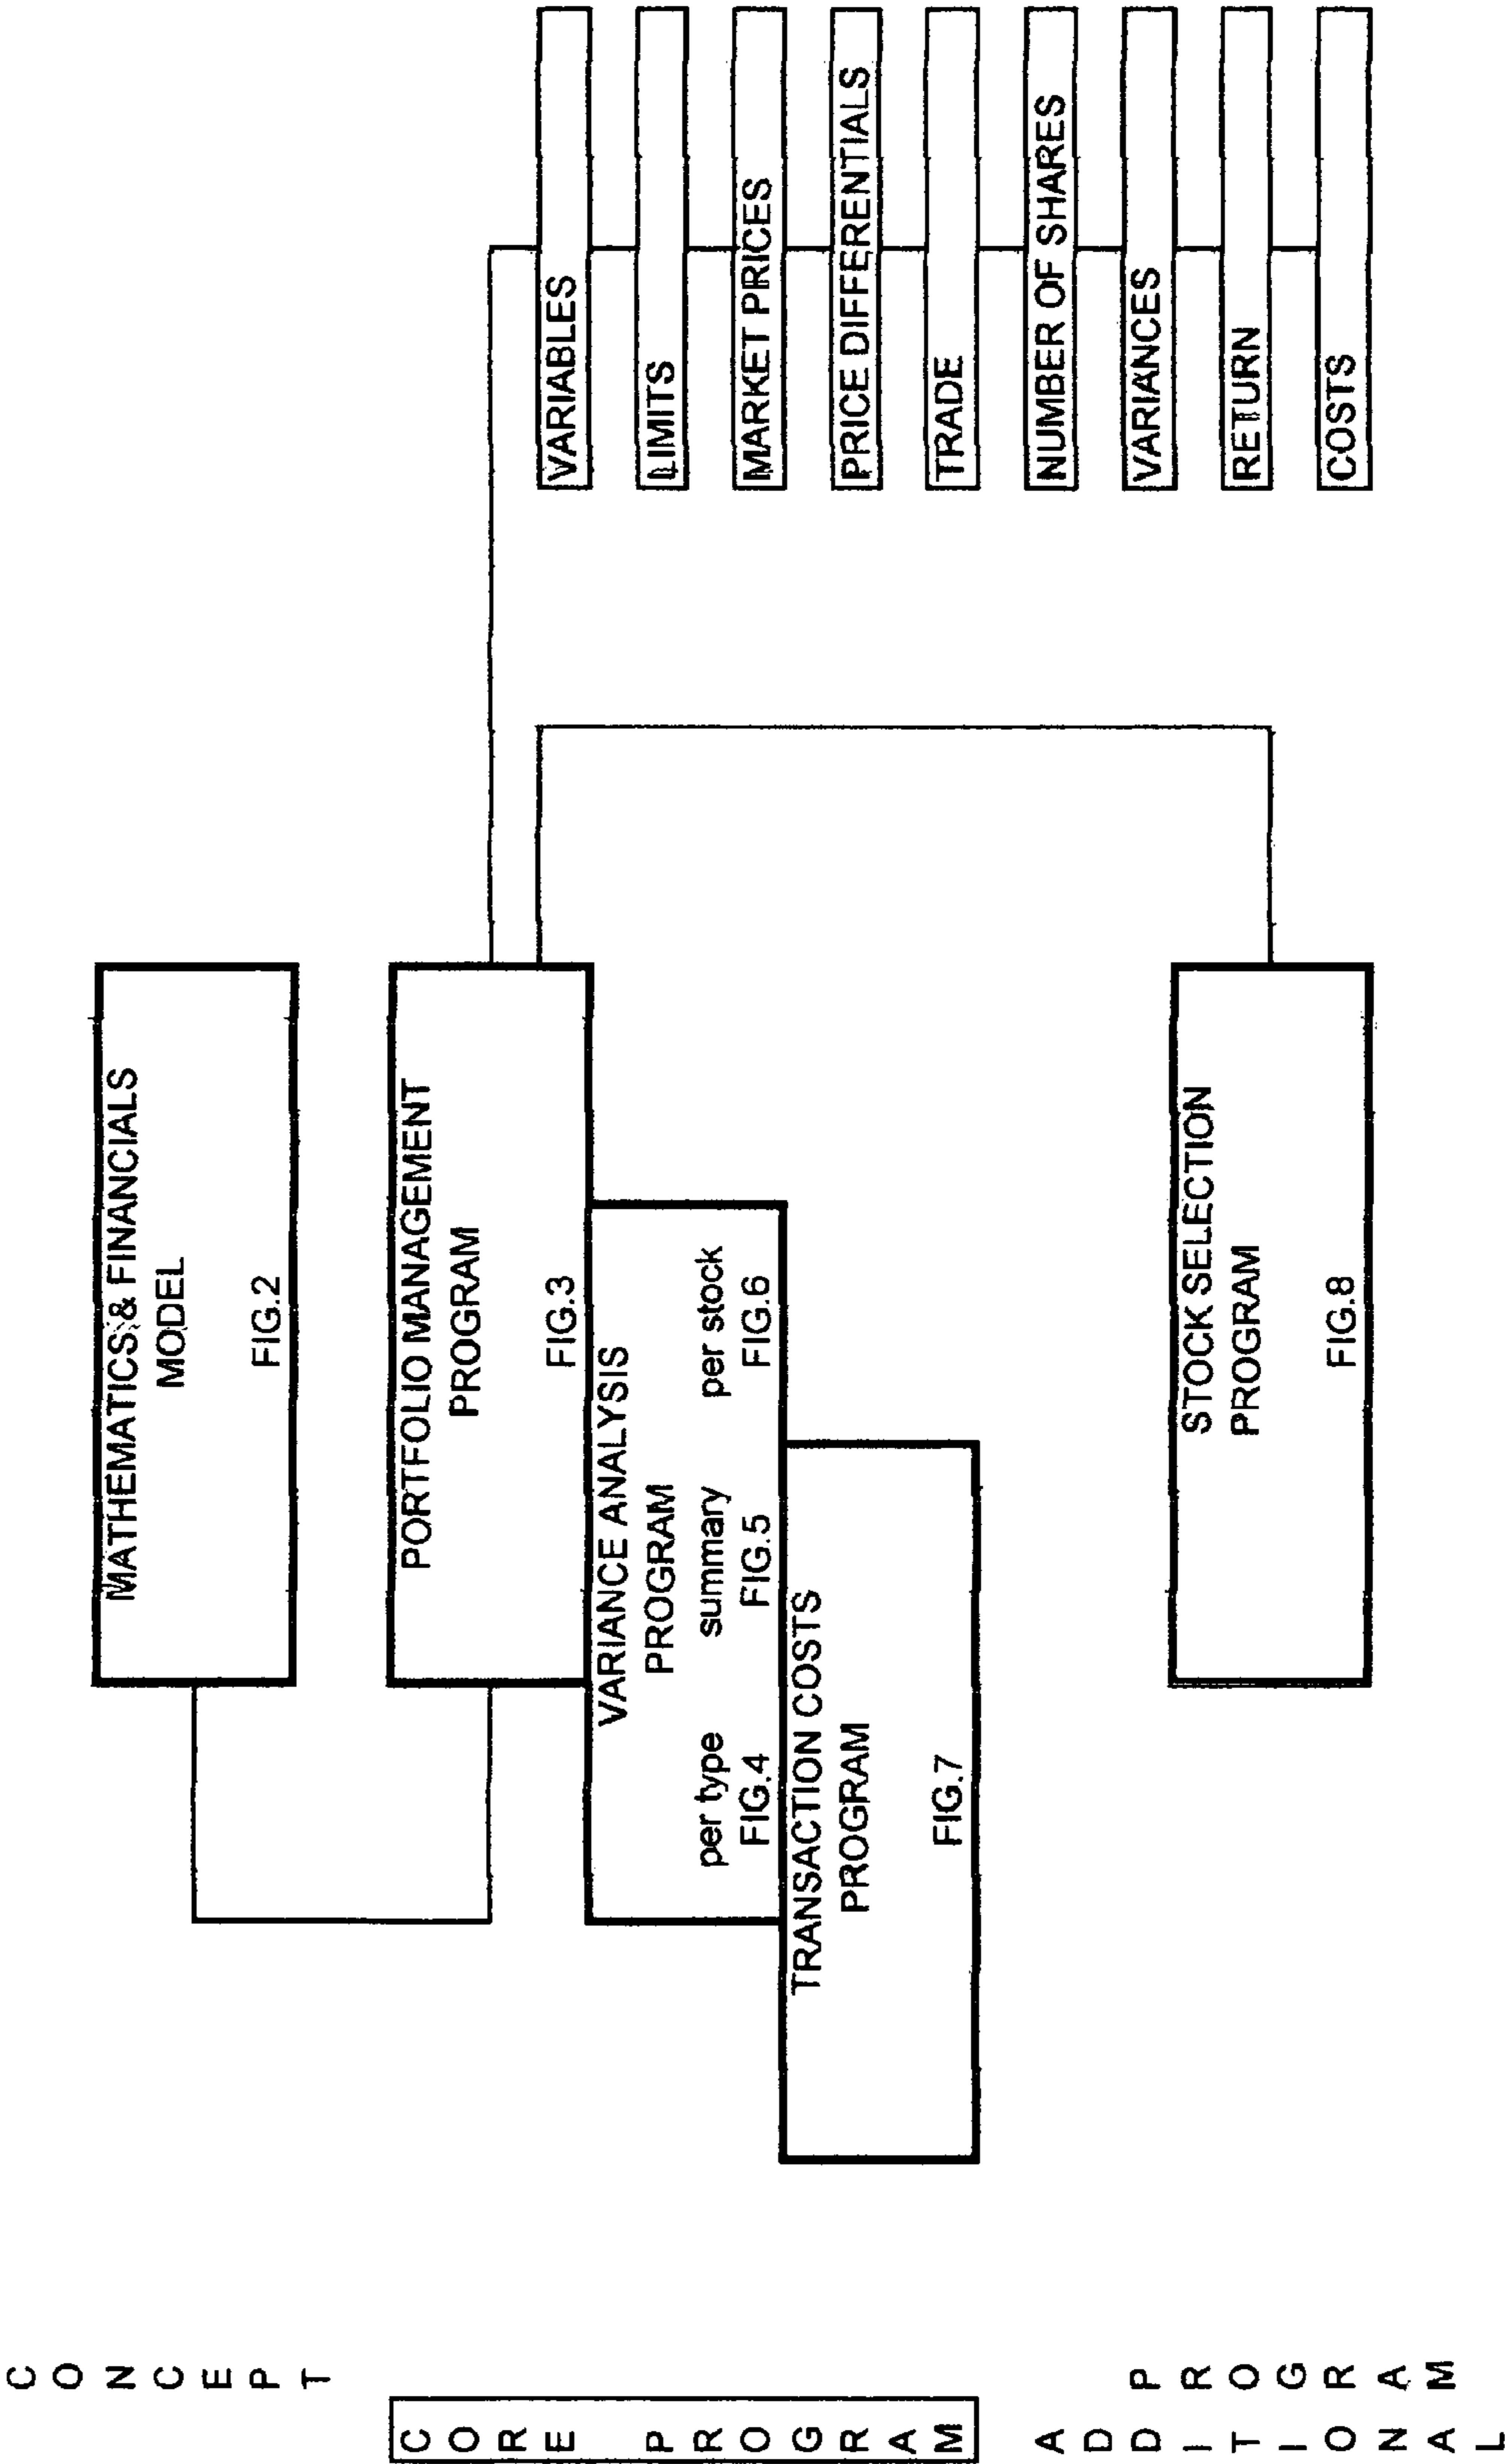 CONCEPT
MATHEMATICS & FINANCIALS
MODEL
FIG.2
CORE PROGRAM
PORTFOLIO MANAGEMENT
PROGRAM
FIG.3
VARIANCE ANALYSIS
PROGRAM
per type summary per stock
FIG.4 FIG.5 FIG.6
TRANSACTION COSTS
PROGRAM
FIG.7
ADDITIONAL
PROGRAM
STOCK SELECTION
PROGRAM
FIG.8
VARIABLES
LIMITS
MARKET PRICES
PRICE DIFFERENTIALS
TRADE
NUMBER OF SHARES
VARIANCES
RETURN
COSTS